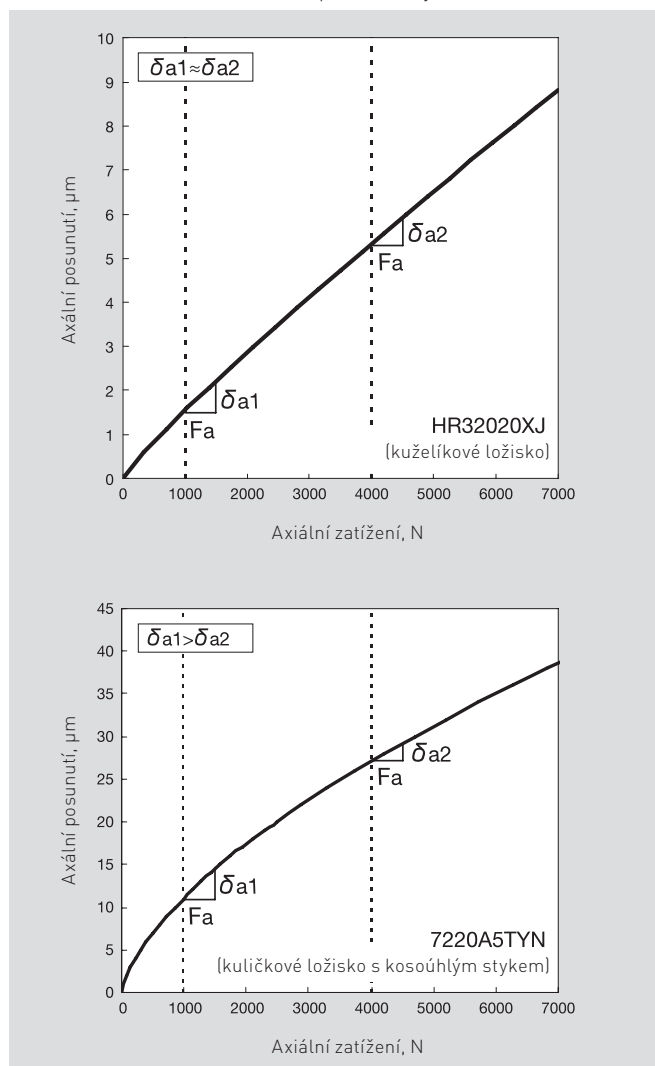 10
δa1≈δa2
9
8
7
6
5
4
3
2
1
0
Axální posunutí, µm
δa2
Fa
δa1
Fa
HR32020XJ
(kuželíkové ložisko)
0 1000 2000 3000 4000 5000 6000 7000
Axiální zatížení, N
45
δa1>δa2
40
35
30
25
20
15
10
5
0
Axální posunutí, µm
δa2
Fa
δa1
Fa
7220A5TYN
(kuličkové ložisko s kosoúhlým stykem)
0 1000 2000 3000 4000 5000 6000 7000
Axiální zatížení, N